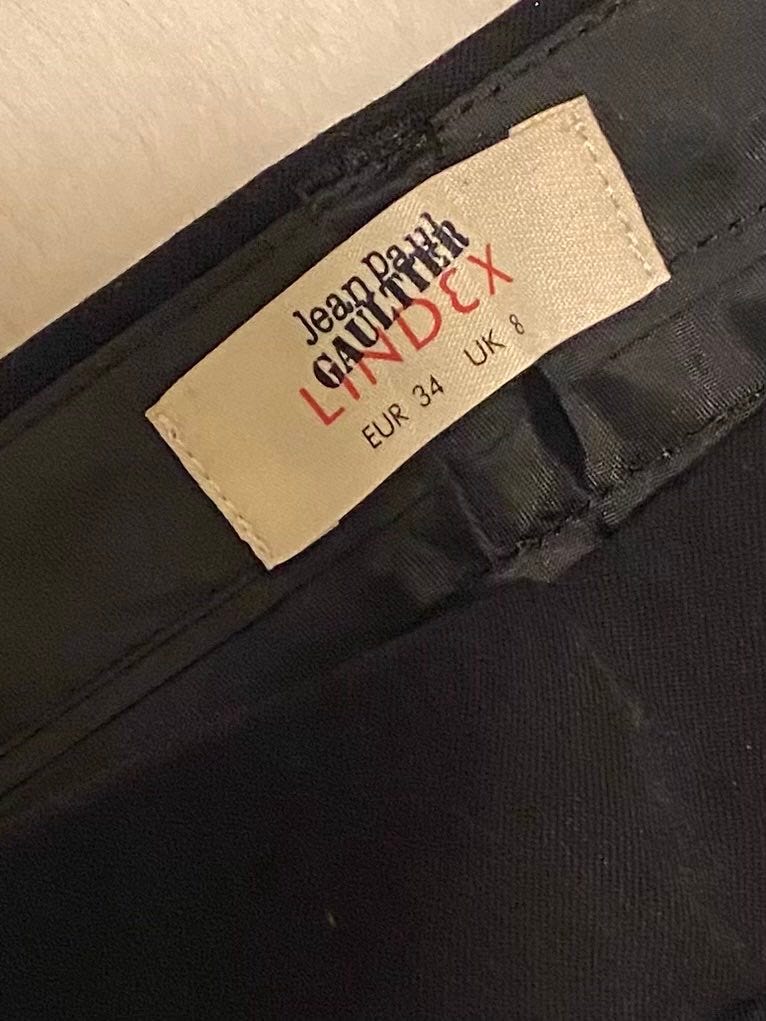 Jean Paul
GAULTIER
LINDEX
EUR 34 UK 8